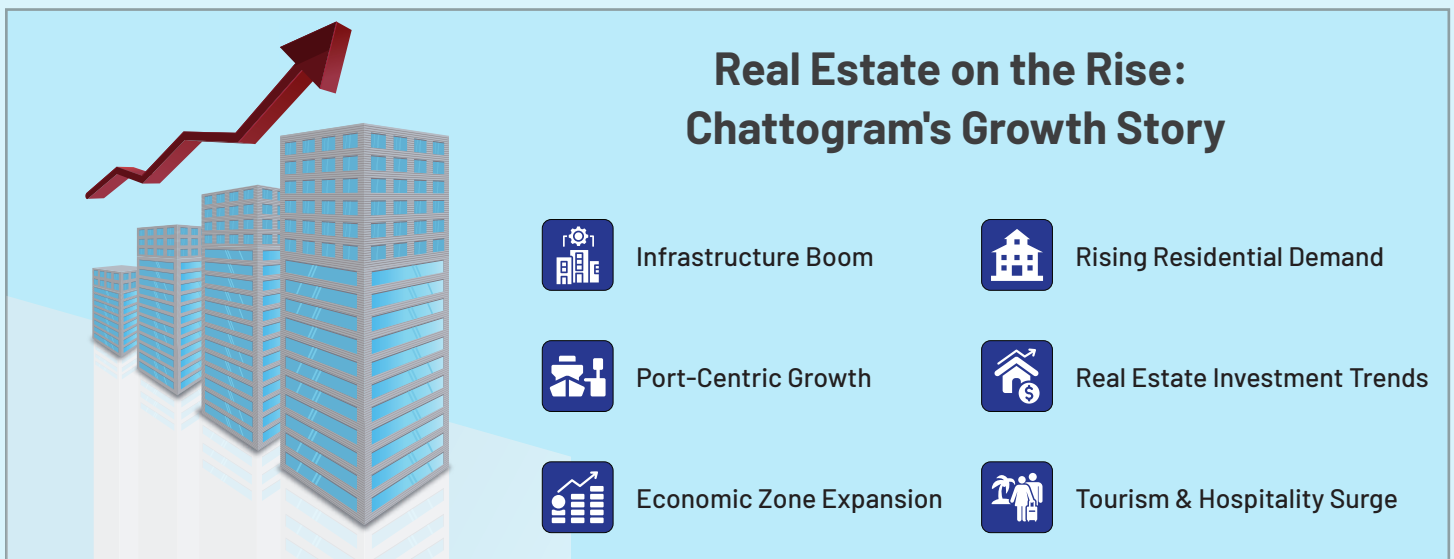 Real Estate on the Rise:
Chattogram's Growth Story
Infrastructure Boom
Rising Residential Demand
Port-Centric Growth
Real Estate Investment Trends
Economic Zone Expansion
Tourism & Hospitality Surge